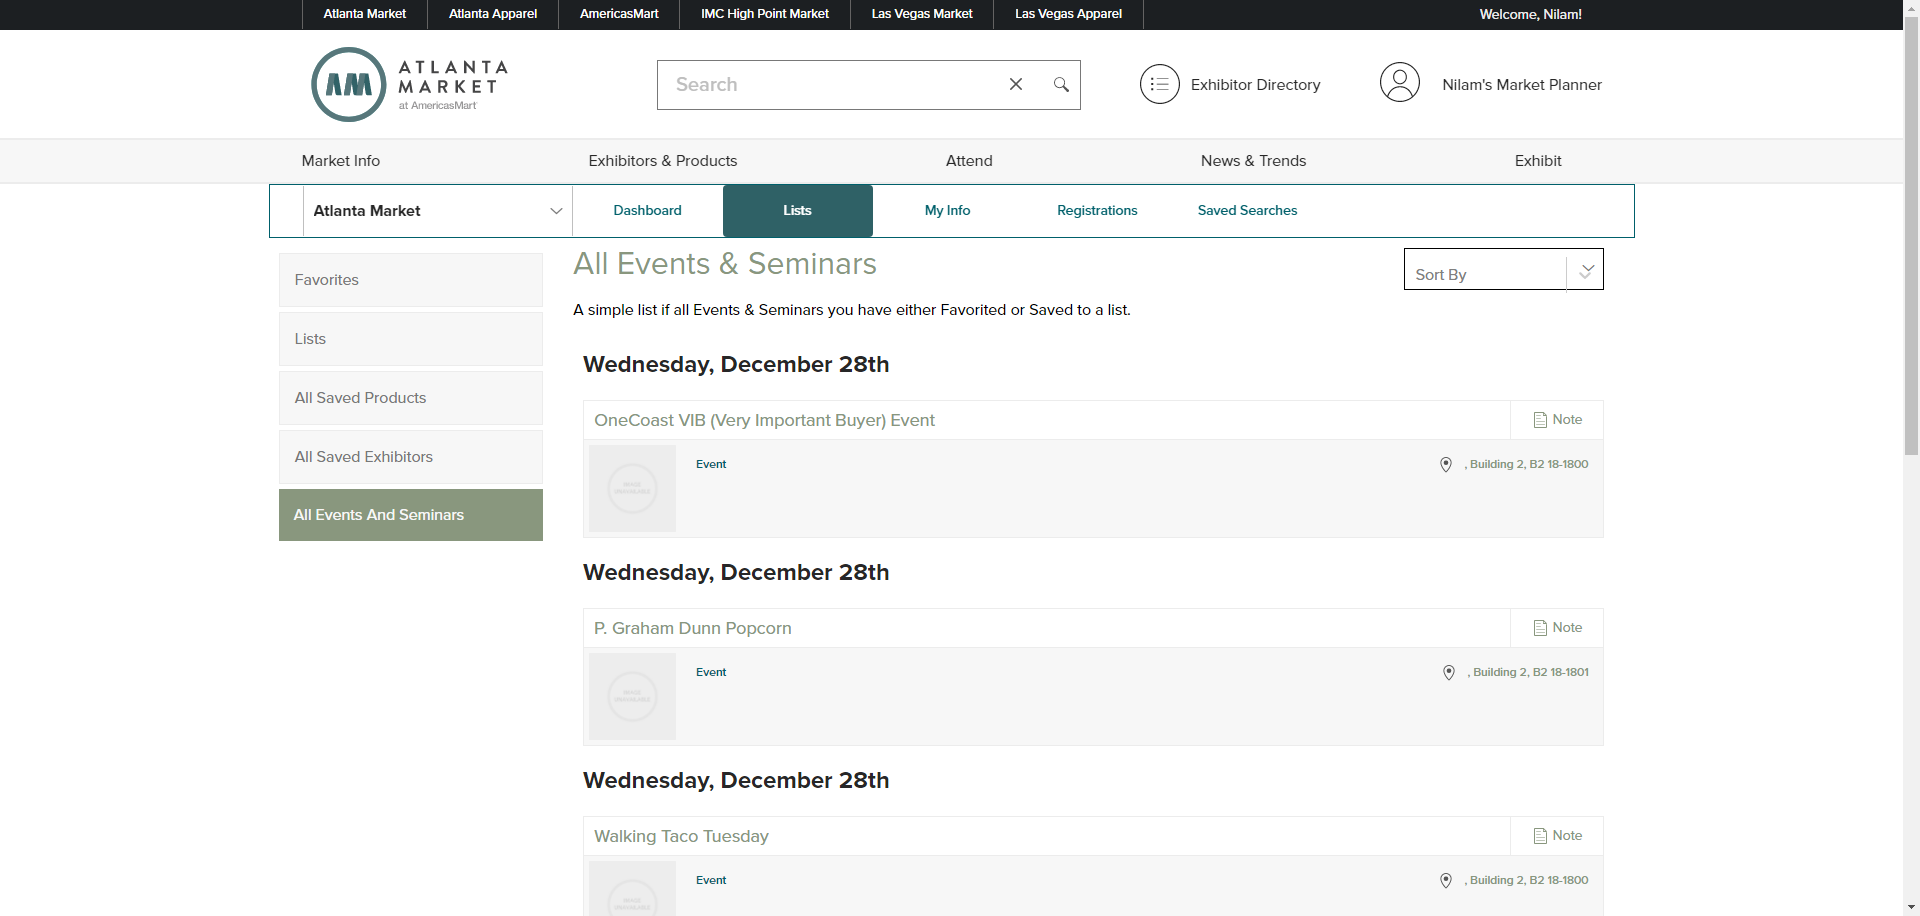 Atlanta Market
Atlanta Apparel
AmericasMart
IMC High Point Market
Las Vegas Market
Las Vegas Apparel
Welcome, Nilam!
AM
ATLANTA
MARKET
at AmericasMart
Search
Exhibitor Directory
Nilam's Market Planner
Market Info
Exhibitors & Products
Attend
News & Trends
Exhibit
Atlanta Market
Dashboard
Lists
My Info
Registrations
Saved Searches
Favorites
Lists
All Saved Products
All Saved Exhibitors
All Events And Seminars
All Events & Seminars
Sort By
A simple list if all Events & Seminars you have either Favorited or Saved to a list.
Wednesday, December 28th
OneCoast VIB (Very Important Buyer) Event
Note
Event
, Building 2, B2 18-1800
Wednesday, December 28th
P. Graham Dunn Popcorn
Note
Event
, Building 2, B2 18-1801
Wednesday, December 28th
Walking Taco Tuesday
Note
Event
, Building 2, B2 18-1800